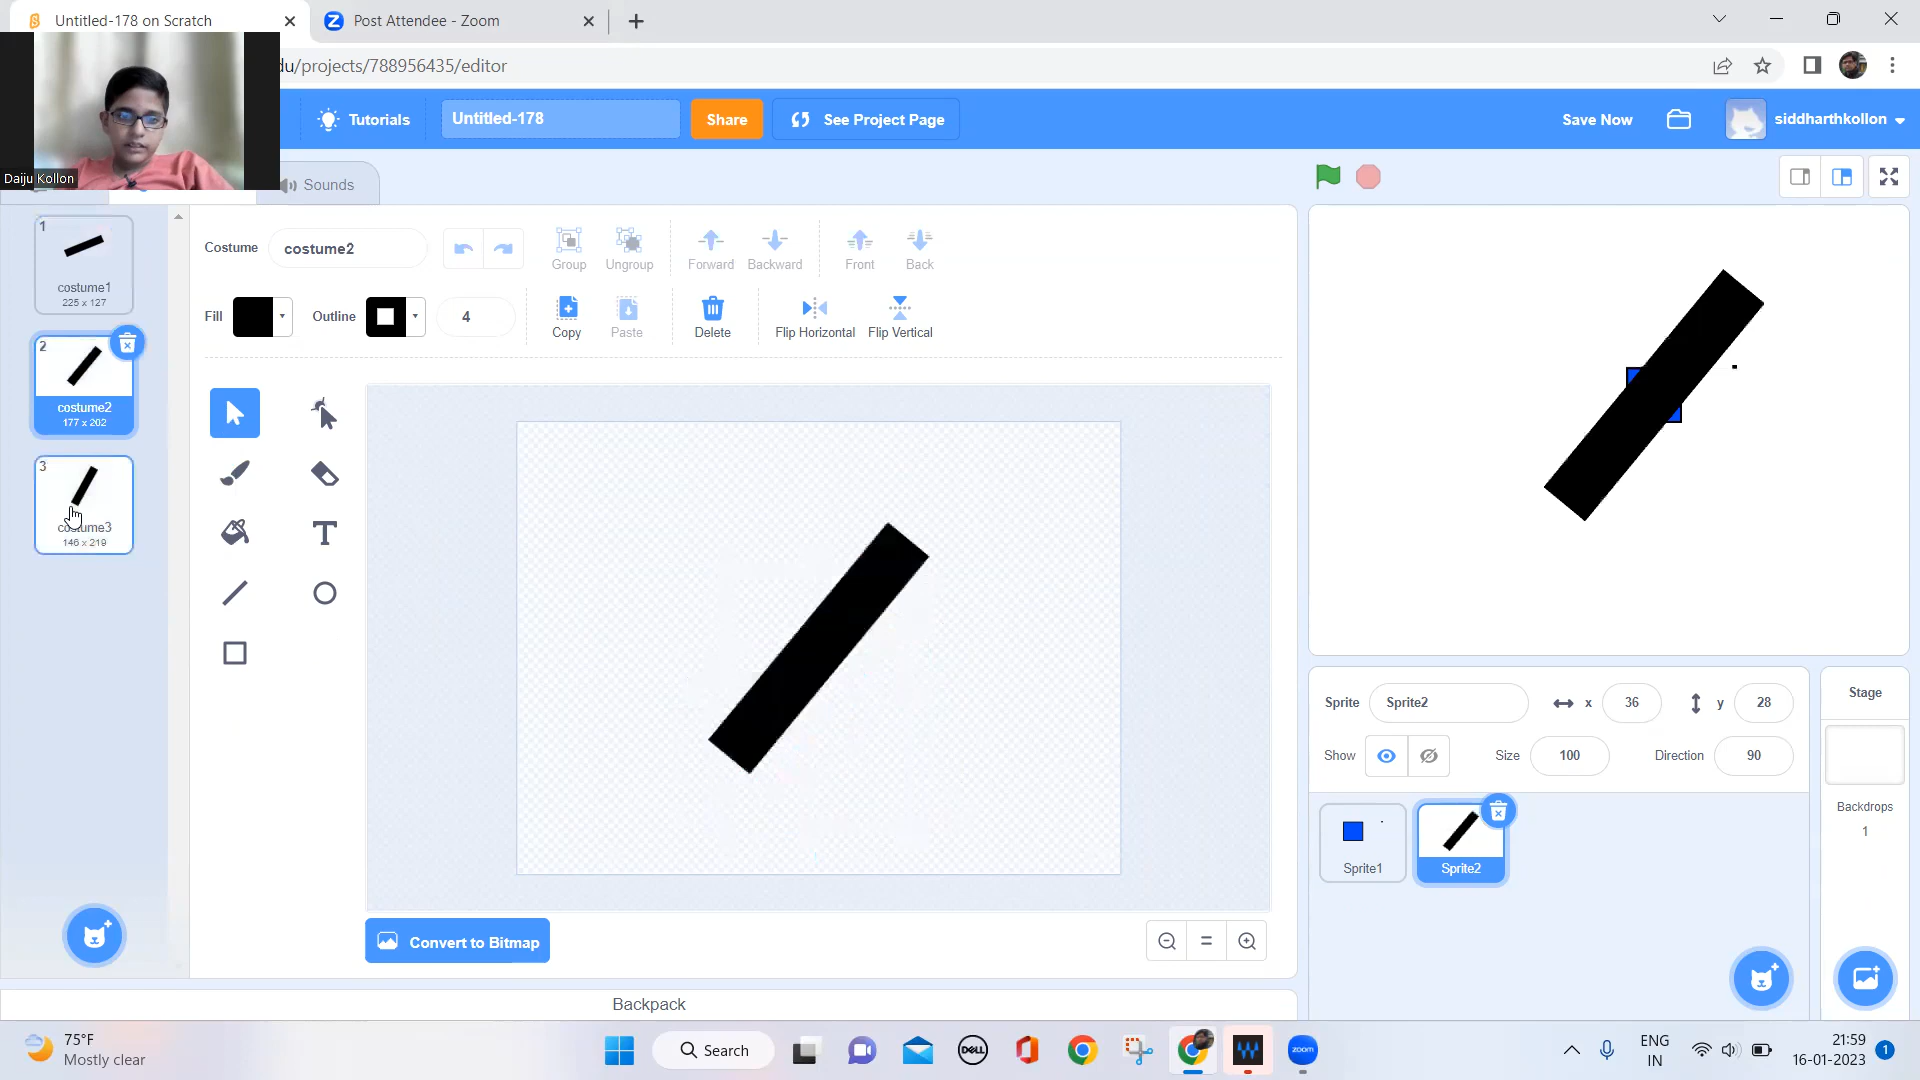 Untitled-178 on Scratch
Post Attendee - Zoom
du/projects/788956435/editor
Tutorials
Untitled-178
Share
See Project Page
Save Now
siddharthkollon
Daiju Kollon
Sounds
1
costume1
225 x 127
2
costume2
177 x 202
3
costume3
146 x 219
Costume
costume2
Group
Ungroup
Forward
Backward
Front
Back
Fill
Outline
4
Copy
Paste
Delete
Flip Horizontal
Flip Vertical
T
Convert to Bitmap
Backpack
Sprite
Sprite2
x
36
y
28
Show
Size
100
Direction
90
Sprite1
Sprite2
Stage
Backdrops
1
75°F
Mostly clear
Search
DELL
zoom
ENG
IN
21:59
16-01-2023
1